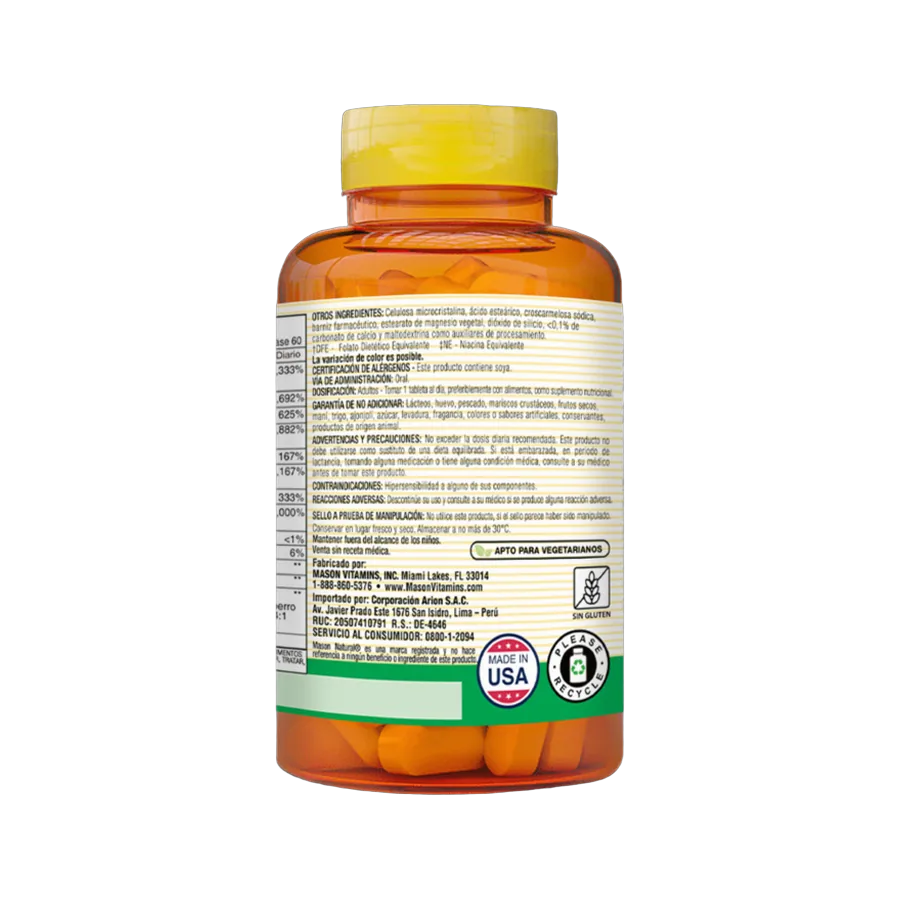 OTROS INGREDIENTES: Celulosa microcristalina, ácido esteárico, croscarmelosa sódica,
barniz farmacéutico, estearato de magnesio vegetal, dióxido de silicio, <0,1% de
carbonato de calcio y maltodextrina como auxiliares de procesamiento.
†DFE - Folato Dietético Equivalente ‡NE - Niacina Equivalente
La variación de color es posible.
CERTIFICACIÓN DE ALÉRGENOS - Este producto contiene soya.
VÍA DE ADMINISTRACIÓN: Oral.
DOSIFICACIÓN: Adultos - Tomar 1 tableta al día, preferiblemente con alimentos, como suplemento nutricional.
GARANTÍA DE NO ADICIONAR: Lácteos, huevo, pescado, mariscos crustáceos, frutos secos,
maní, trigo, ajonjolí, azúcar, levadura, fragancia, colores o sabores artificiales, conservantes,
productos de origen animal.
ADVERTENCIAS Y PRECAUCIONES: No exceder la dosis diaria recomendada. Este producto no
debe utilizarse como sustituto de una dieta equilibrada. Si está embarazada, en periodo de
lactancia, tomando alguna medicación o tiene alguna condición médica, consulte a su médico
antes de tomar este producto.
CONTRAINDICACIONES: Hipersensibilidad a alguno de sus componentes.
REACCIONES ADVERSAS: Descontinúe su uso y consulte a su médico si se produce alguna reacción adversa.
SELLO A PRUEBA DE MANIPULACIÓN: No utilice este producto, si el sello parece haber sido manipulado.
Conservar en lugar fresco y seco. Almacenar a no más de 30°C.
Mantener fuera del alcance de los niños.
Venta sin receta médica.
APTO PARA VEGETARIANOS
Fabricado por:
MASON VITAMINS, INC. Miami Lakes, FL 33014
1-888-860-5376 • www.MasonVitamins.com
SIN GLUTEN
Importado por: Corporación Arion S.A.C.
Av. Javier Prado Este 1676 San Isidro, Lima – Perú
RUC: 20507410791 R.S.: DE-4646
SERVICIO AL CONSUMIDOR: 0800-1-2094
Mason Natural® es una marca registrada y no hace
referencia a ningún beneficio o ingrediente de este producto.
MADE IN
USA
PLEASE
RECYCLE
ase 60
Diario
,333%
,692%
625%
,882%
167%
,167%
333%
,000%
<1%
6%
**
**
erro
:1
MENTOS
, TRATAR,